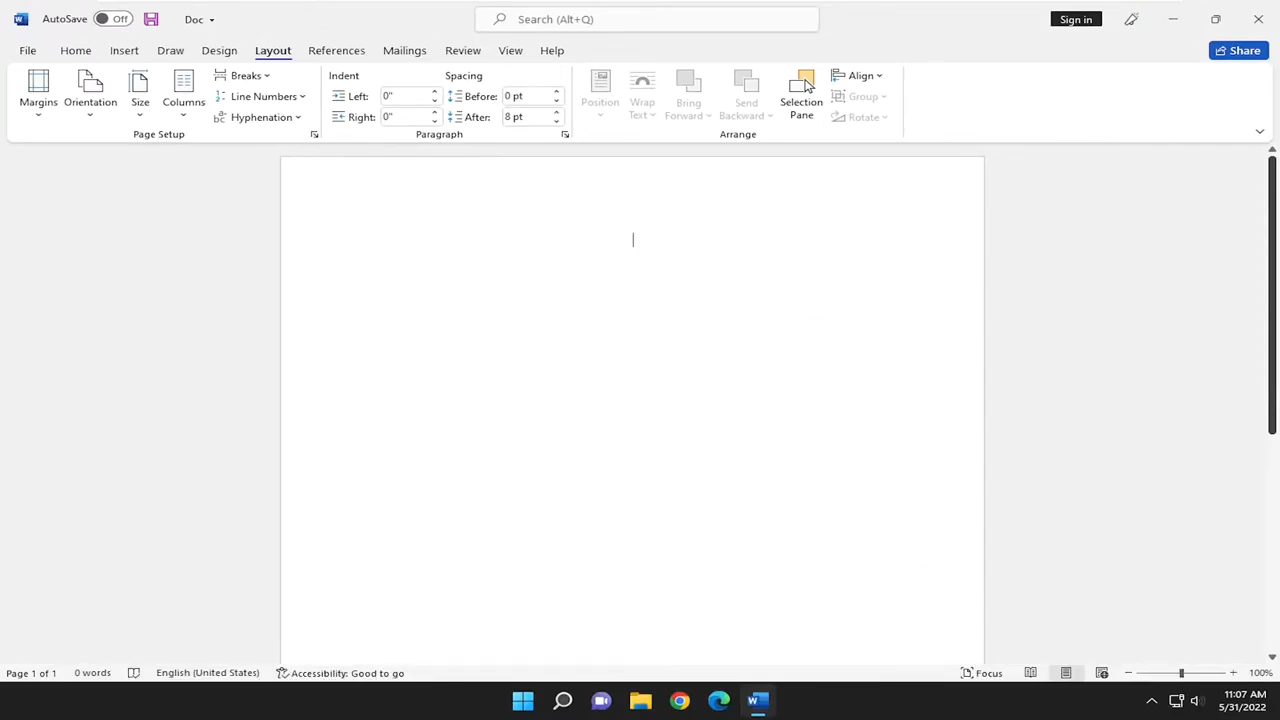 AutoSave Off Doc Search (Alt+Q) Sign in
File Home Insert Draw Design Layout References Mailings Review View Help Share
Margins Orientation Size Columns
Breaks
Line Numbers
Hyphenation
Page Setup
Indent Spacing
Left: 0" Before: 0 pt
Right: 0" After: 8 pt
Paragraph
Position
Wrap
Text
Bring
Forward
Send
Backward
Selection
Pane
Align
Group
Rotate
Arrange
Page 1 of 1 0 words English (United States) Accessibility: Good to go Focus 100%
11:07 AM
5/31/2022